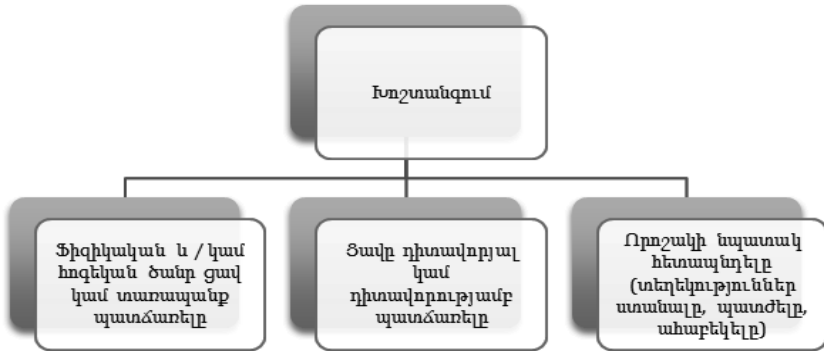 Խոշտանգում
Ֆիզիկական և / կամ
հոգեկան ծանր ցավ
կամ տառապանք
պատճառելը
Ցավը դիտավորյալ
կամ
դիտավորությամբ
պատճառելը
Որոշակի նպատակ
հետապնդելը
(տեղեկություններ
ստանալը, պատժելը,
ահաբեկելը)